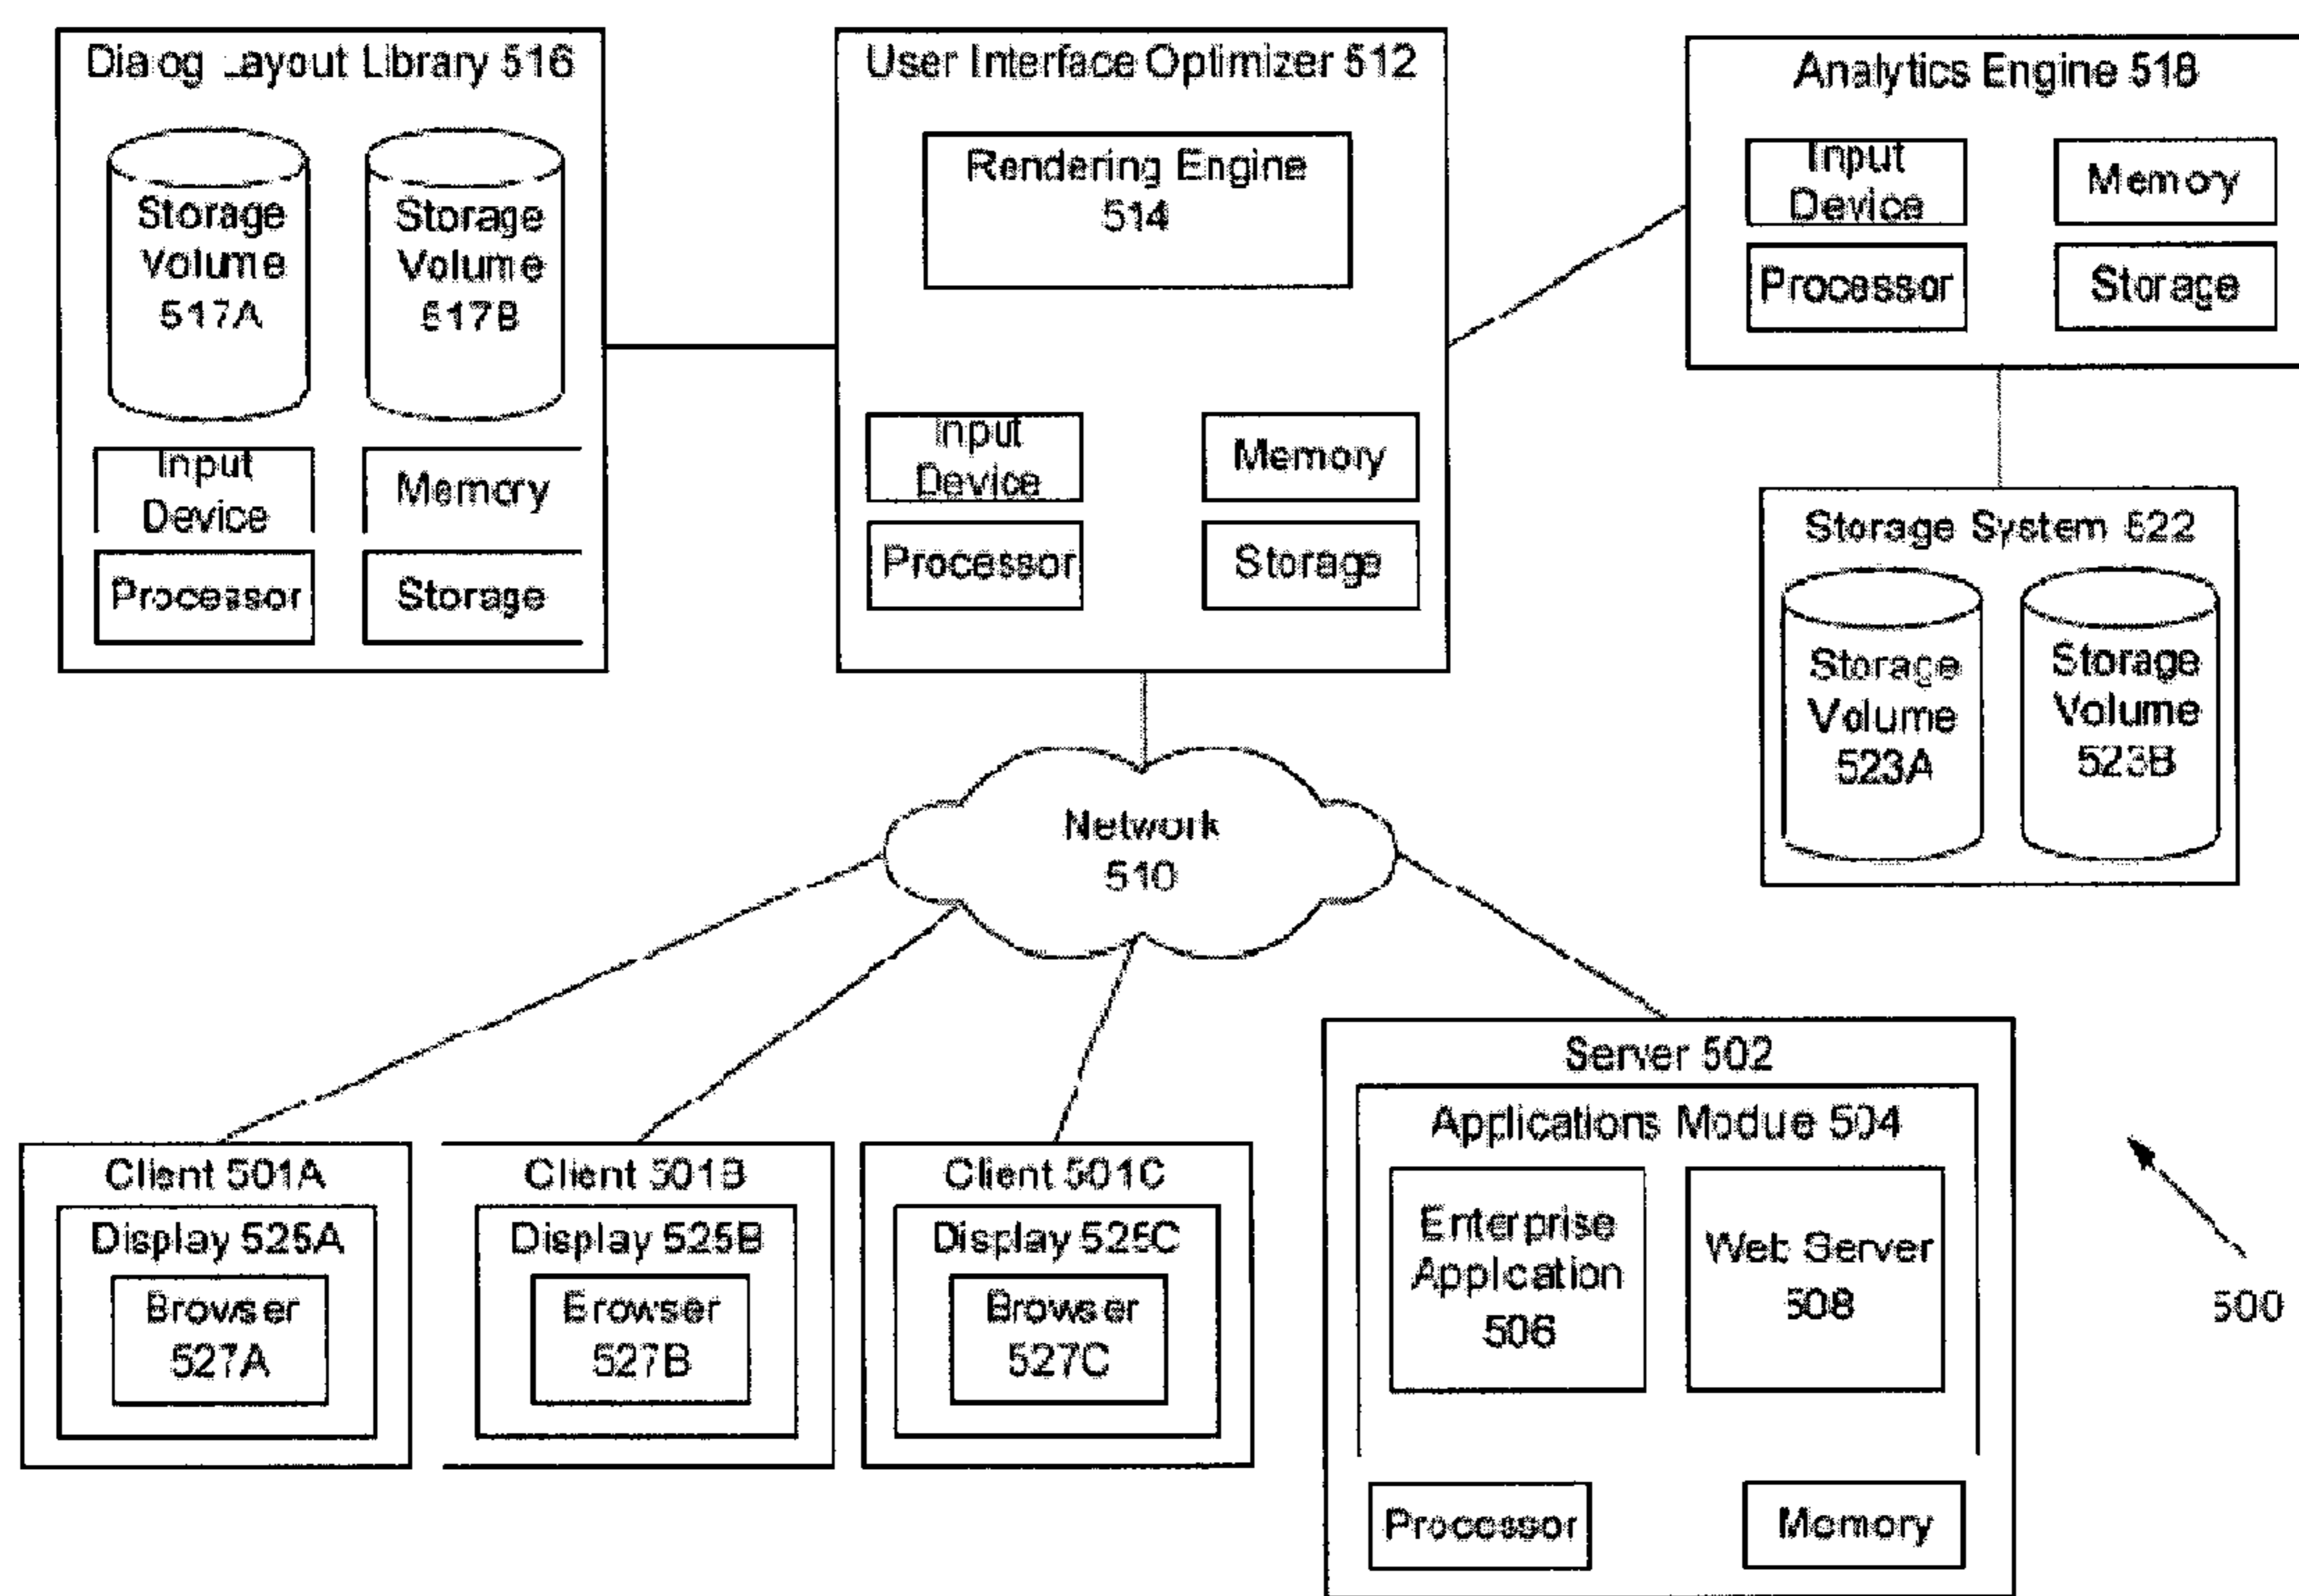 Dialog Layout Library 516
Storage
Volume
517A
Storage
Volume
517B
Input
Device
Memory
Processor
Storage
User Interface Optimizer 512
Rendering Engine
514
Input
Device
Memory
Processor
Storage
Analytics Engine 518
Input
Device
Memory
Processor
Storage
Storage System 522
Storage
Volume
523A
Storage
Volume
523B
Network
510
Client 501A
Display 525A
Browser
527A
Client 501B
Display 525B
Browser
527B
Client 501C
Display 525C
Browser
527C
Server 502
Applications Module 504
Enterprise
Application
506
Web Server
508
Processor
Memory
500